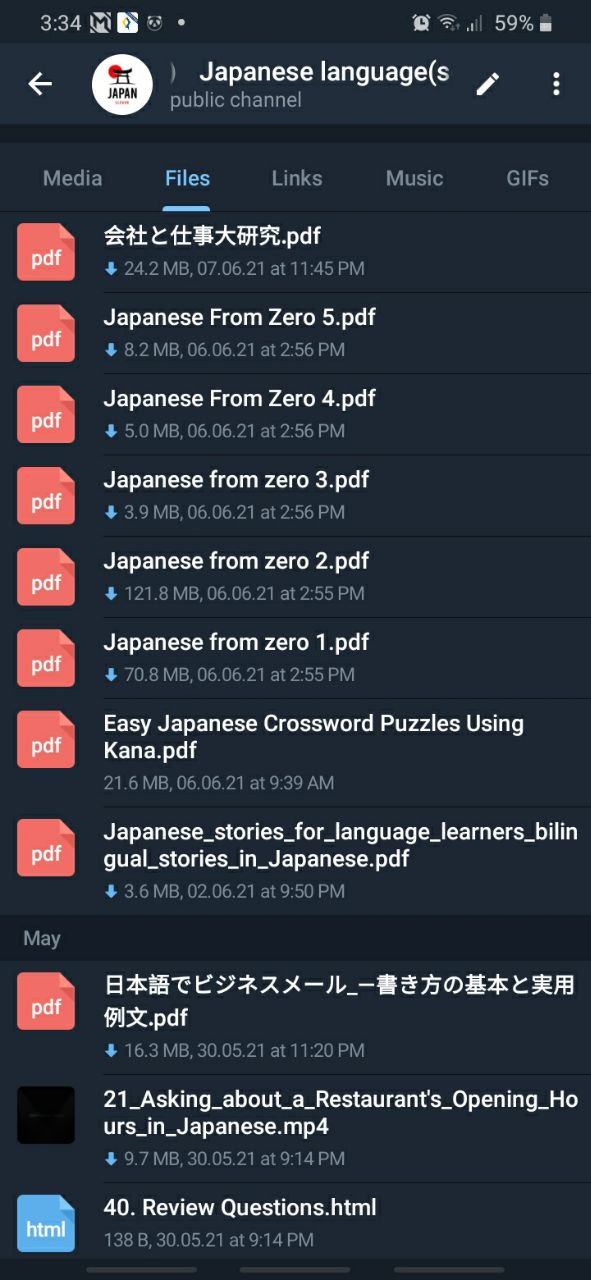 3:34
59%
JAPAN
) Japanese language(s
public channel
Media
Files
Links
Music
GIFs
pdf
会社と仕事大研究.pdf
24.2 MB, 07.06.21 at 11:45 PM
pdf
Japanese From Zero 5.pdf
8.2 MB, 06.06.21 at 2:56 PM
pdf
Japanese From Zero 4.pdf
5.0 MB, 06.06.21 at 2:56 PM
pdf
Japanese from zero 3.pdf
3.9 MB, 06.06.21 at 2:56 PM
pdf
Japanese from zero 2.pdf
121.8 MB, 06.06.21 at 2:55 PM
pdf
Japanese from zero 1.pdf
70.8 MB, 06.06.21 at 2:55 PM
pdf
Easy Japanese Crossword Puzzles Using
Kana.pdf
21.6 MB, 06.06.21 at 9:39 AM
pdf
Japanese_stories_for_language_learners_bilin
gual_stories_in_Japanese.pdf
3.6 MB, 02.06.21 at 9:50 PM
May
pdf
日本語でビジネスメール_—書き方の基本と実用
例文.pdf
16.3 MB, 30.05.21 at 11:20 PM
21_Asking_about_a_Restaurant's_Opening_Ho
urs_in_Japanese.mp4
9.7 MB, 30.05.21 at 9:14 PM
html
40. Review Questions.html
138 B, 30.05.21 at 9:14 PM